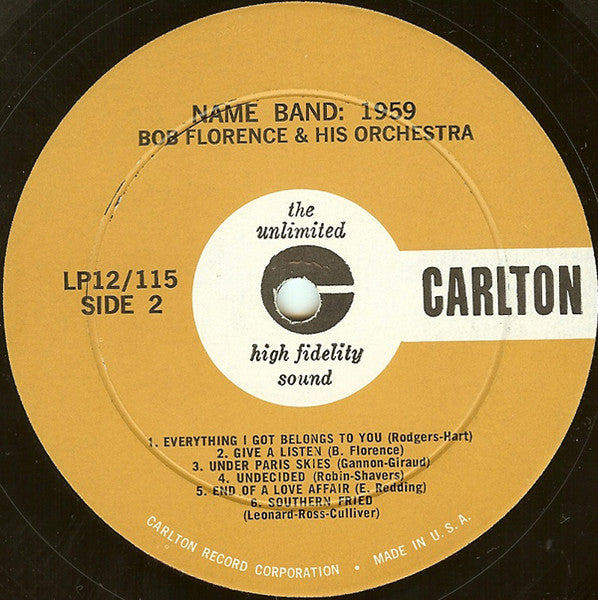 NAME BAND: 1959
BOB FLORENCE & HIS ORCHESTRA
the
unlimited
LP12/115
SIDE 2
CARLTON
high fidelity
sound
1. EVERYTHING I GOT BELONGS TO YOU (Rodgers-Hart)
2. GIVE A LISTEN (B. Florence)
3. UNDER PARIS SKIES (Gannon-Giraud)
4. UNDECIDED (Robin-Shavers)
5. END OF A LOVE AFFAIR (E. Redding)
6. SOUTHERN FRIED
(Leonard-Ross-Culliver)
CARLTON RECORD CORPORATION • MADE IN U.S.A.